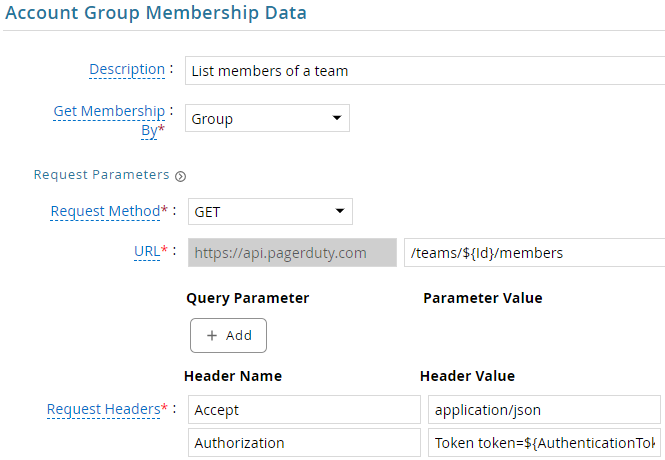 Account Group Membership Data
Description : List members of a team
Get Membership : Group
By*
Request Parameters
Request Method* : GET
URL* : https://api.pagerduty.com /teams/${Id}/members
Query Parameter Parameter Value
+ Add
Header Name Header Value
Request Headers* : Accept application/json
Authorization Token token=${AuthenticationTok